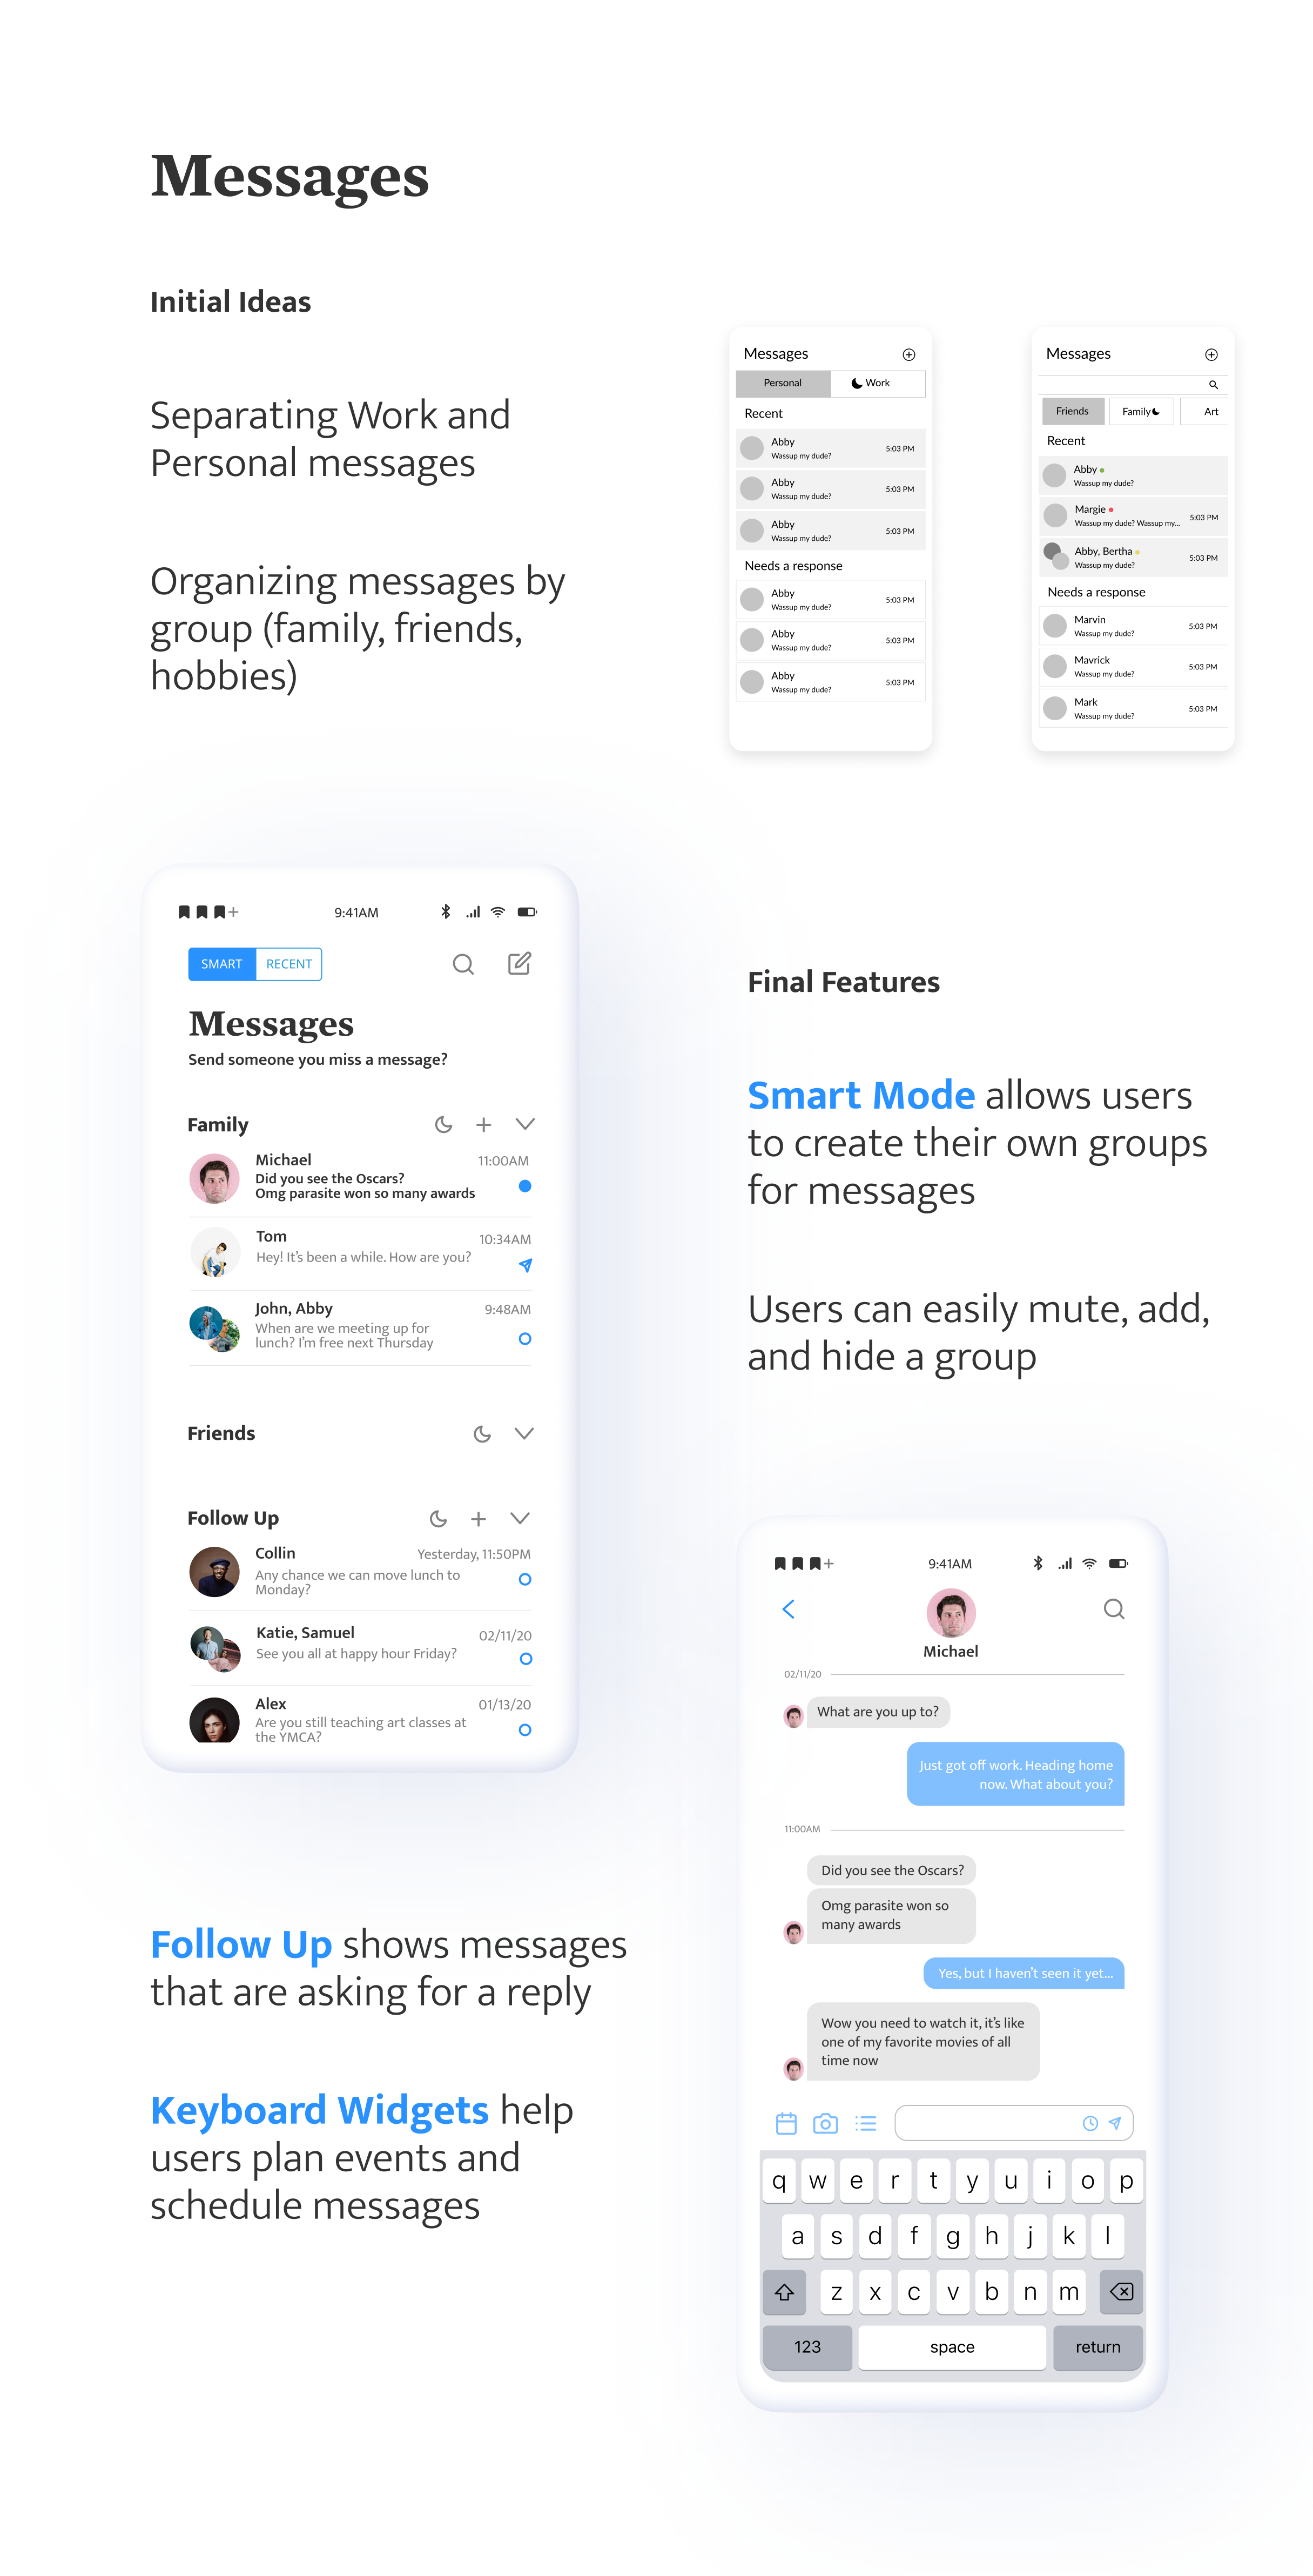 Messages
Initial Ideas
Separating Work and
Personal messages
Organizing messages by
group (family, friends,
hobbies)
Messages
Personal
Work
Recent
Abby
Wassup my dude?
5:03 PM
Abby
Wassup my dude?
5:03 PM
Abby
Wassup my dude?
5:03 PM
Needs a response
Abby
Wassup my dude?
5:03 PM
Abby
Wassup my dude?
5:03 PM
Abby
Wassup my dude?
5:03 PM
Messages
Friends
Family
Art
Recent
Abby
Wassup my dude?
Margie
Wassup my dude? Wassup my...
5:03 PM
Abby, Bertha
Wassup my dude?
5:03 PM
Needs a response
Marvin
Wassup my dude?
5:03 PM
Mavrick
Wassup my dude?
5:03 PM
Mark
Wassup my dude?
5:03 PM
9:41AM
SMART
RECENT
Messages
Send someone you miss a message?
Family
Michael
11:00AM
Did you see the Oscars?
Omg parasite won so many awards
Tom
10:34AM
Hey! It's been a while. How are you?
John, Abby
9:48AM
When are we meeting up for
lunch? I'm free next Thursday
Friends
Follow Up
Collin
Yesterday, 11:50PM
Any chance we can move lunch to
Monday?
Katie, Samuel
02/11/20
See you all at happy hour Friday?
Alex
01/13/20
Are you still teaching art classes at
the YMCA?
Final Features
Smart Mode allows users
to create their own groups
for messages
Users can easily mute, add,
and hide a group
Follow Up shows messages
that are asking for a reply
Keyboard Widgets help
users plan events and
schedule messages
9:41AM
Michael
02/11/20
What are you up to?
Just got off work. Heading home
now. What about you?
11:00AM
Did you see the Oscars?
Omg parasite won so
many awards
Yes, but I haven't seen it yet...
Wow you need to watch it, it's like
one of my favorite movies of all
time now
q w e r t y u i o p
a s d f g h j k l
z x c v b n m
123 space return